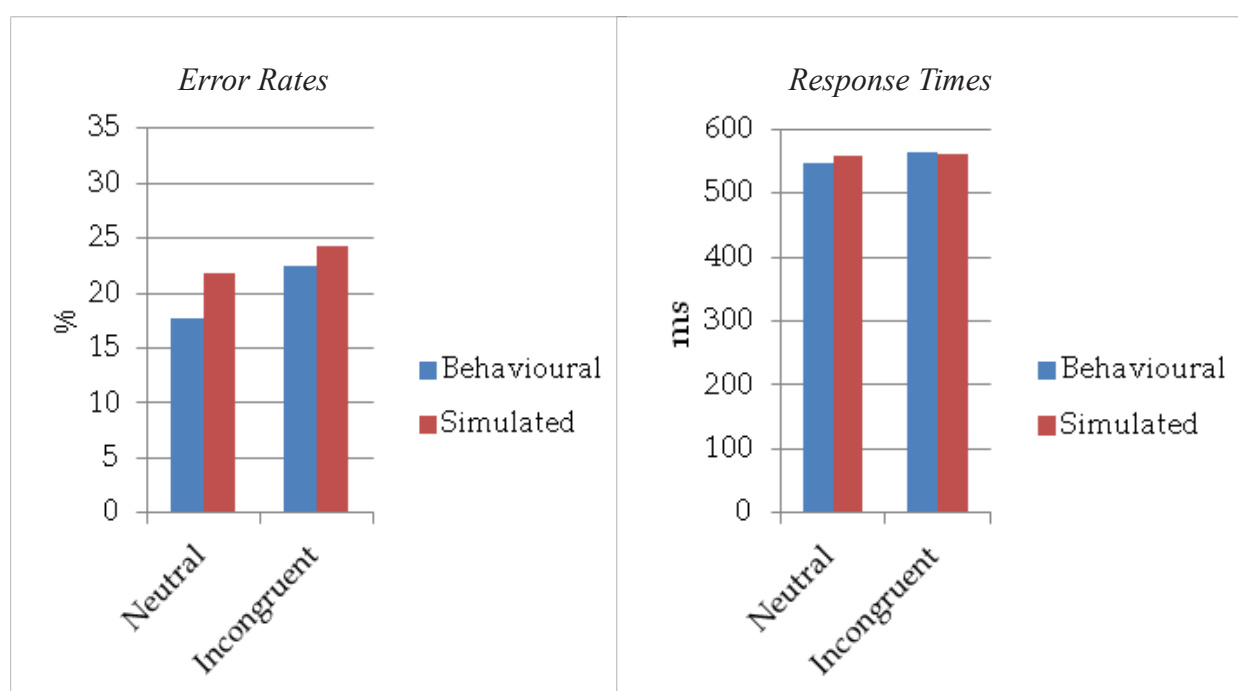 Error Rates
35
30
25
20
15
10
5
0
%
Neutral
Incongruent
Behavioural
Simulated
Response Times
600
500
400
300
200
100
0
ms
Neutral
Incongruent
Behavioural
Simulated